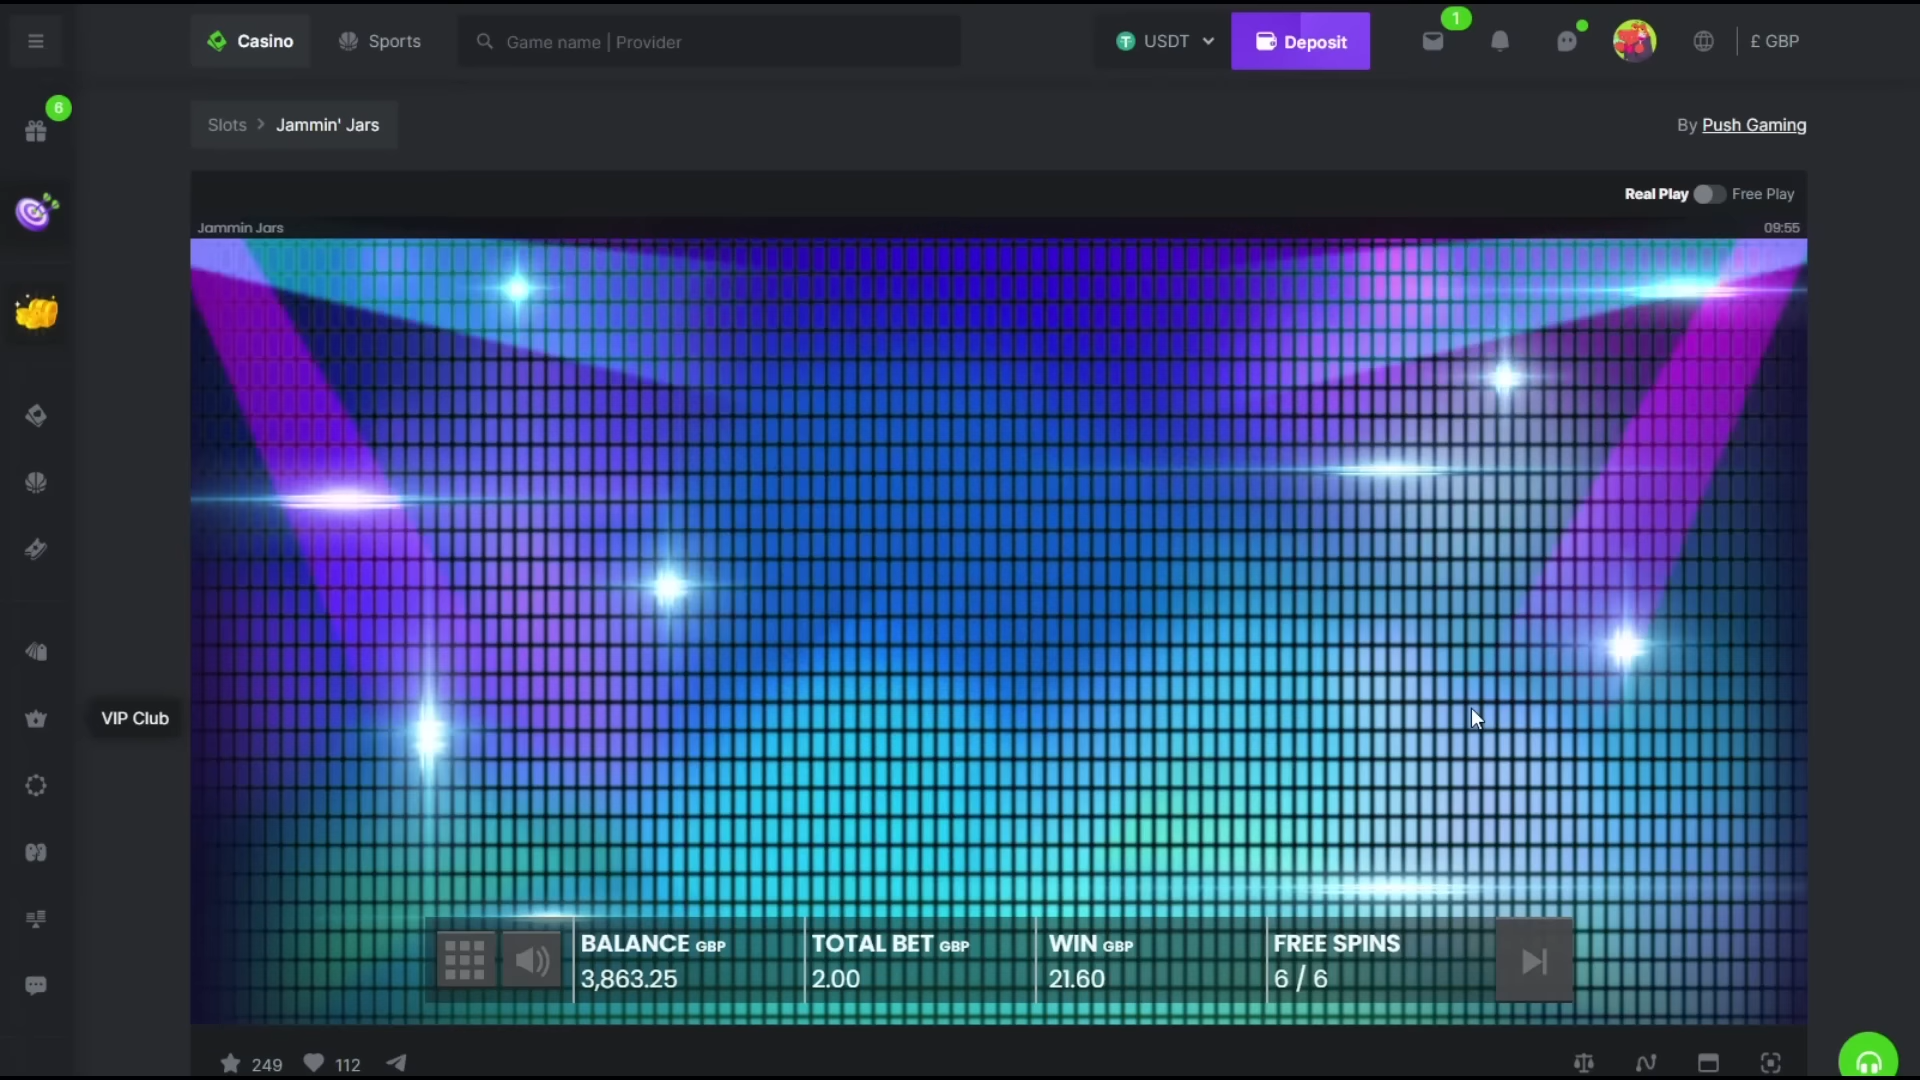 Casino
Sports
Game name | Provider
USDT
Deposit
1
£ GBP
6
Slots > Jammin' Jars
By Push Gaming
Real Play
Free Play
Jammin Jars
09:55
VIP Club
BALANCE GBP
3,863.25
TOTAL BET GBP
2.00
WIN GBP
21.60
FREE SPINS
6 / 6
249
112